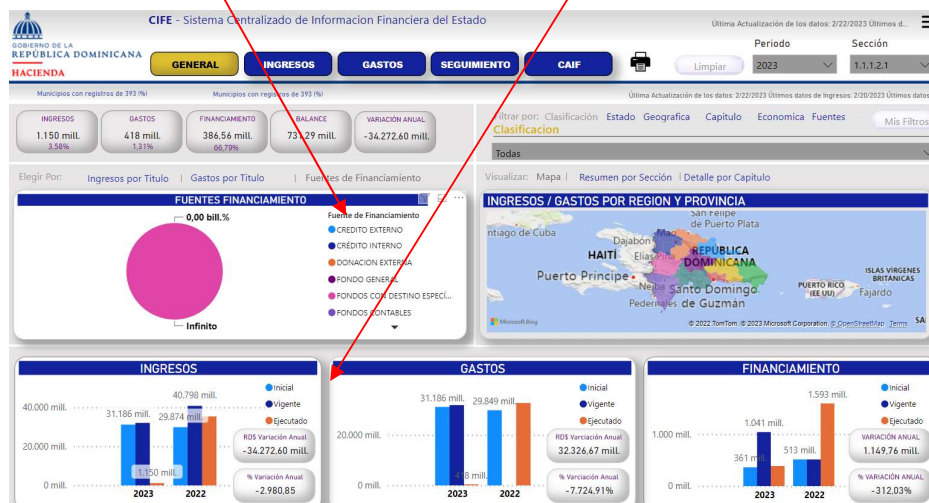 CIFE - Sistema Centralizado de Informacion Financiera del Estado
Última Actualización de los datos: 2/22/2023 Últimos d...
GOBIERNO DE LA
REPÚBLICA DOMINICANA
HACIENDA
GENERAL
INGRESOS
GASTOS
SEGUIMIENTO
CAIF
Limpiar
Periodo
2023
Sección
1.1.1.2.1
Municipios con registros de 393 (%)
Municipios con registros de 393 (%)
Última Actualización de los datos: 2/22/2023 Últimos datos de Ingresos: 2/20/2023 Últimos datos
INGRESOS
1.150 mill.
3,58%
GASTOS
418 mill.
1,31%
FINANCIAMIENTO
386,56 mill.
66,79%
BALANCE
731,29 mill.
VARIACIÓN ANUAL
-34,272,60 mill.
Filtrar por: Clasificación Estado Geografica Capitulo Economica Fuentes
Mis Filtros
Clasificacion
Todas
Elegir Por: Ingresos por Titulo | Gastos por Titulo | Fuentes de Financiamiento
Visualizar: Mapa | Resumen por Sección | Detalle por Capitulo
FUENTES FINANCIAMIENTO
0,00 bill.%
Infinito
Fuente de Financiamiento
CREDITO EXTERNO
CRÉDITO INTERNO
DONACION EXTERNA
FONDO GENERAL
FONDOS CON DESTINO ESPECÍ...
FONDOS CONTABLES
INGRESOS / GASTOS POR REGION Y PROVINCIA
San Felipe
de Puerto Plata
ntiago de Cuba
Dajabón
Mao
HAITÍ
Elias Piña
REPÚBLICA
DOMINICANA
Puerto Principe
Neiba
Santo Domingo
Pedernales
de Guzmán
PUERTO RICO
(EE.UU)
Fajardo
ISLAS VÍRGENES
BRITÁNICAS
SA
Microsoft Bing
© 2022 TomTom, © 2023 Microsoft Corporation, © OpenStreetMap Terms
INGRESOS
40.000 mill.
20.000 mill.
0 mill.
31.186 mill.
1.150 mill.
29.874 mill.
40.798 mill.
2023
2022
Inicial
Vigente
Ejecutado
RD$ Variación Anual
-34.272,60 mill.
% Variación Anual
-2.980,85
GASTOS
20.000 mill.
0 mill.
31.186 mill.
418 mill.
29.849 mill.
2023
2022
Inicial
Vigente
Ejecutado
RD$ Varciación Anual
32.326,67 mill.
% Variación Anual
-7.724,91%
FINANCIAMIENTO
1.000 mill.
0 mill.
361 mill.
1.041 mill.
513 mill.
1.593 mill.
2023
2022
Inicial
Vigente
Ejecutado
VARIACIÓN ANUAL
1.149,76 mill.
% VARIACIÓN ANUAL
-312,03%